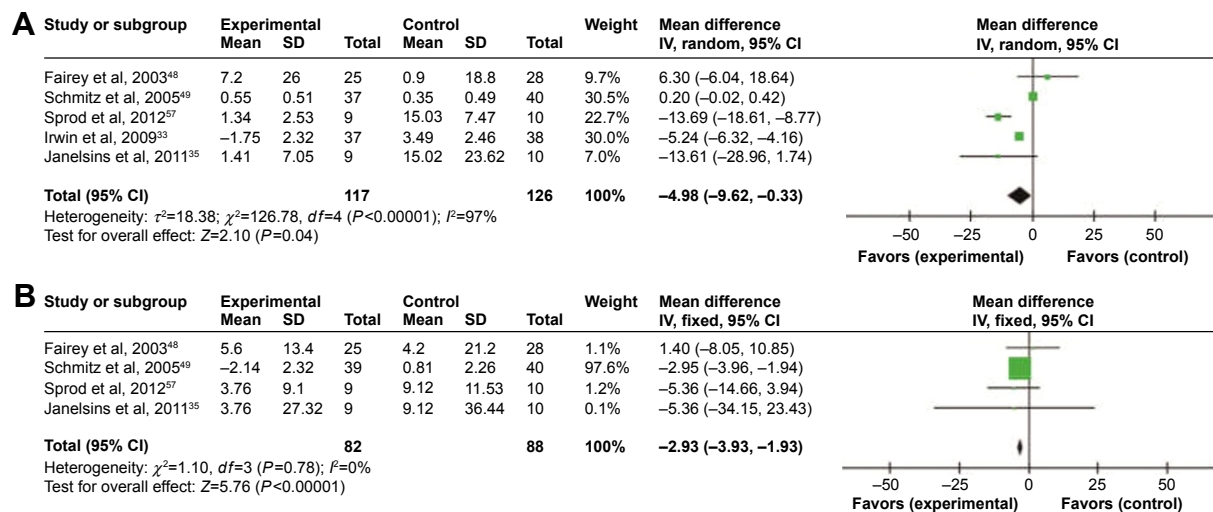 A
Study or subgroup Experimental Control Weight Mean difference Mean difference
Mean SD Total Mean SD Total IV, random, 95% CI IV, random, 95% CI
Fairey et al, 2003⁴⁸ 7.2 26 25 0.9 18.8 28 9.7% 6.30 (–6.04, 18.64)
Schmitz et al, 2005⁴⁹ 0.55 0.51 37 0.35 0.49 40 30.5% 0.20 (–0.02, 0.42)
Sprod et al, 2012⁵⁷ 1.34 2.53 9 15.03 7.47 10 22.7% –13.69 (–18.61, –8.77)
Irwin et al, 2009³³ –1.75 2.32 37 3.49 2.46 38 30.0% –5.24 (–6.32, –4.16)
Janelsins et al, 2011³⁵ 1.41 7.05 9 15.02 23.62 10 7.0% –13.61 (–28.96, 1.74)
Total (95% CI) 117 126 100% –4.98 (–9.62, –0.33)
Heterogeneity: τ²=18.38; χ²=126.78, df=4 (P<0.00001); I²=97%
Test for overall effect: Z=2.10 (P=0.04)
–50 –25 0 25 50
Favors (experimental) Favors (control)
B
Study or subgroup Experimental Control Weight Mean difference Mean difference
Mean SD Total Mean SD Total IV, fixed, 95% CI IV, fixed, 95% CI
Fairey et al, 2003⁴⁸ 5.6 13.4 25 4.2 21.2 28 1.1% 1.40 (–8.05, 10.85)
Schmitz et al, 2005⁴⁹ –2.14 2.32 39 0.81 2.26 40 97.6% –2.95 (–3.96, –1.94)
Sprod et al, 2012⁵⁷ 3.76 9.1 9 9.12 11.53 10 1.2% –5.36 (–14.66, 3.94)
Janelsins et al, 2011³⁵ 3.76 27.32 9 9.12 36.44 10 0.1% –5.36 (–34.15, 23.43)
Total (95% CI) 82 88 100% –2.93 (–3.93, –1.93)
Heterogeneity: χ²=1.10, df=3 (P=0.78); I²=0%
Test for overall effect: Z=5.76 (P<0.00001)
–50 –25 0 25 50
Favors (experimental) Favors (control)